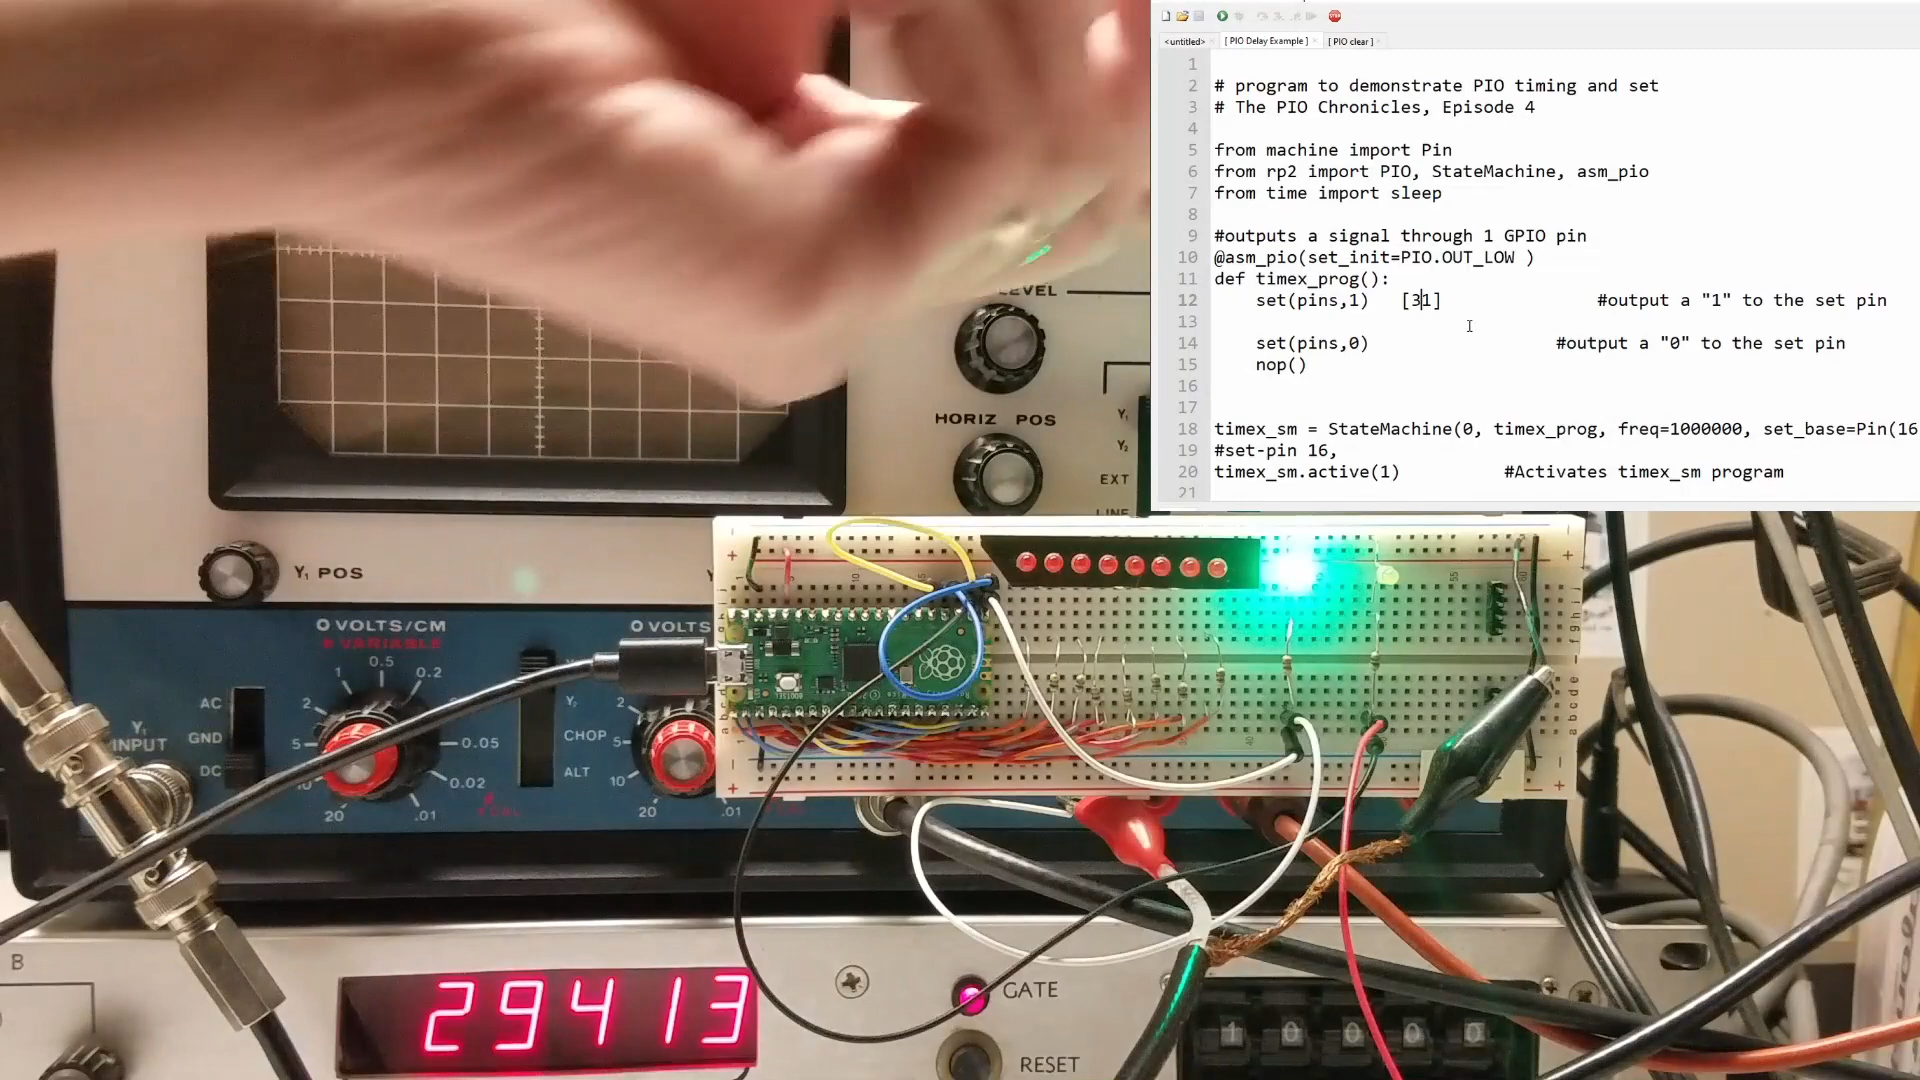 <untitled>
[ PIO Delay Example ]
[ PIO clear ]
1
2 # program to demonstrate PIO timing and set
3 # The PIO Chronicles, Episode 4
4
5 from machine import Pin
6 from rp2 import PIO, StateMachine, asm_pio
7 from time import sleep
8
9 #outputs a signal through 1 GPIO pin
10 @asm_pio(set_init=PIO.OUT_LOW )
11 def timex_prog():
12 set(pins,1) [31] #output a "1" to the set pin
13
14 set(pins,0) #output a "0" to the set pin
15 nop()
16
17
18 timex_sm = StateMachine(0, timex_prog, freq=1000000, set_base=Pin(16
19 #set-pin 16,
20 timex_sm.active(1) #Activates timex_sm program
21
LEVEL
HORIZ POS
Y₁
Y₂
EXT
LINE
Y₁ POS
VOLTS/CM
VARIABLE
VOLTS
0.5
1 0.2
2
5 0.05
0.02
10
20 .01
AC
GND
DC
Y₁
INPUT
Y₂
CHOP
ALT
2
5
10
20 .01
B
29413
GATE
RESET
1 0 0 0 0